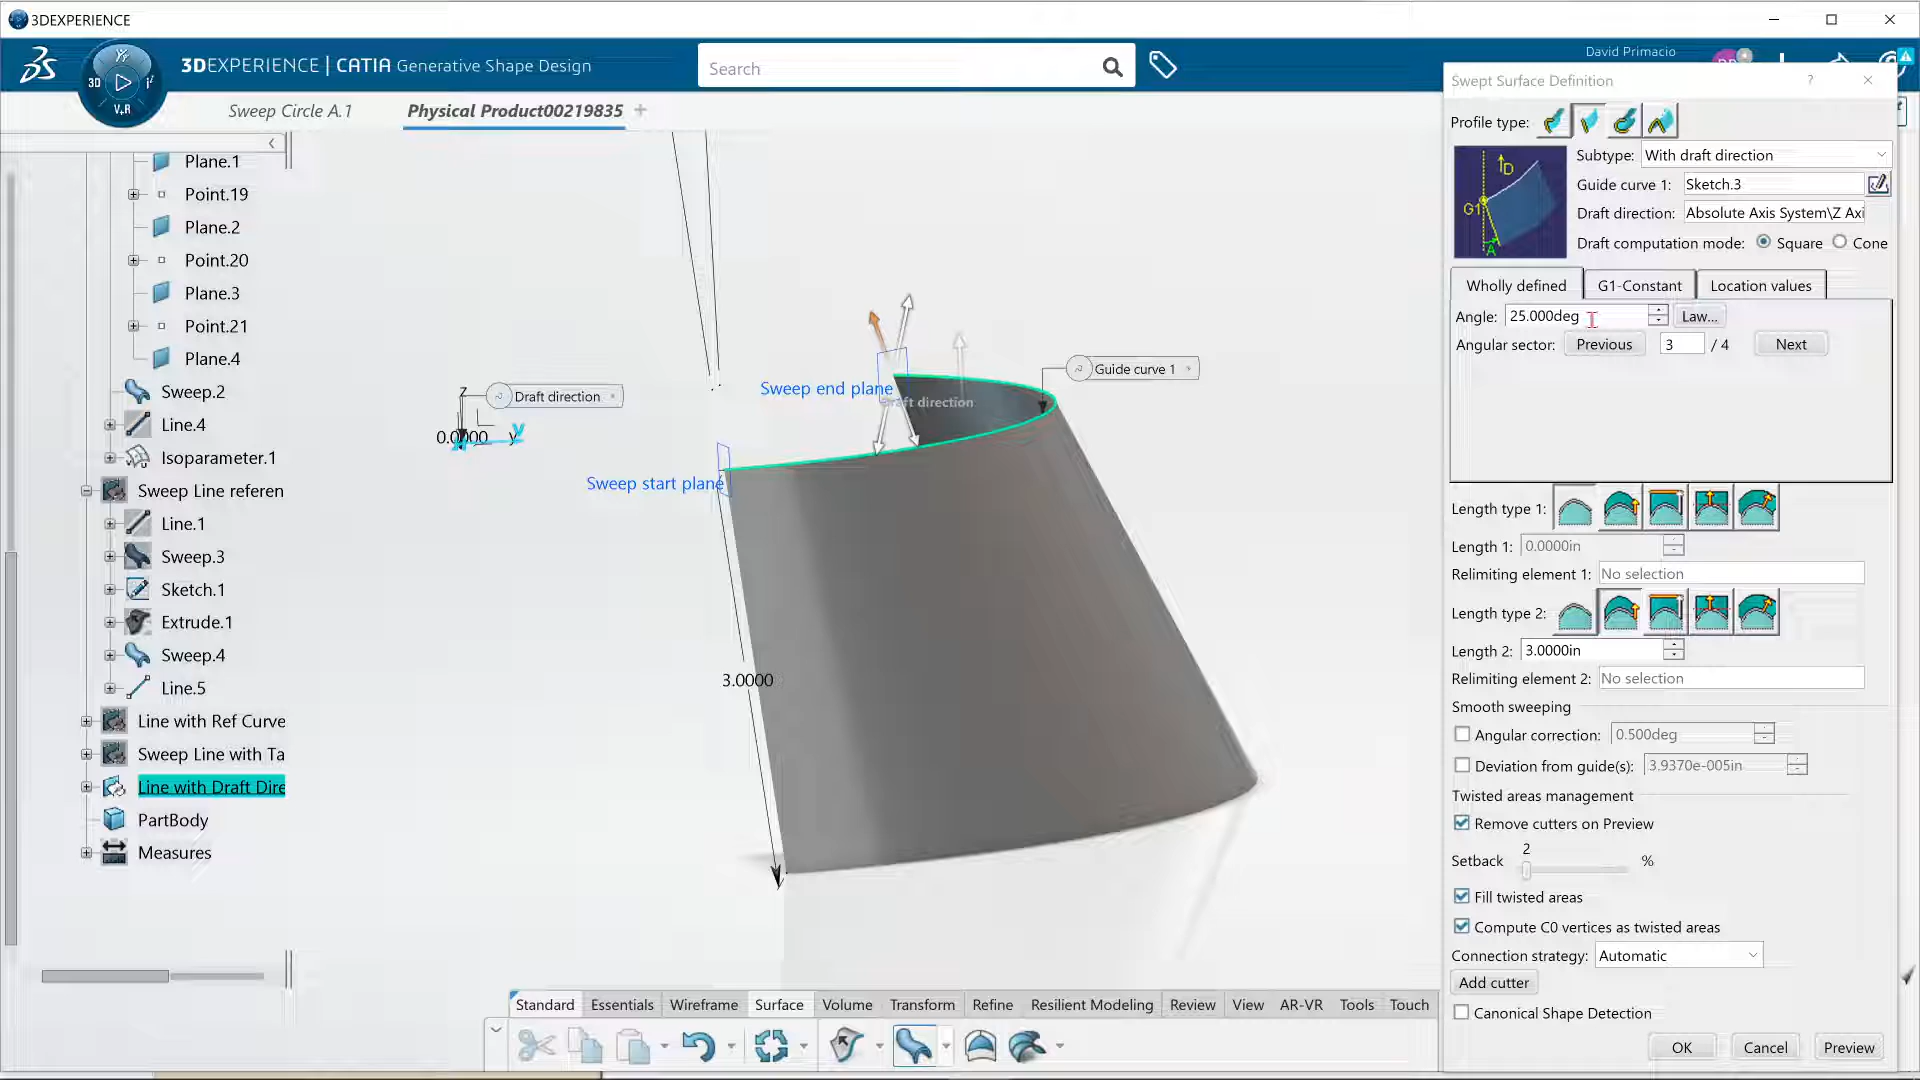 3DEXPERIENCE
3DEXPERIENCE | CATIA Generative Shape Design
3D
V+R
Search
David Primacio
Sweep Circle A.1
Physical Product00219835
Plane.1
Point.19
Plane.2
Point.20
Plane.3
Point.21
Plane.4
Sweep.2
Line.4
Isoparameter.1
Sweep Line referen
Line.1
Sweep.3
Sketch.1
Extrude.1
Sweep.4
Line.5
Line with Ref Curve
Sweep Line with Ta
Line with Draft Dire
PartBody
Measures
z
Draft direction
y
y
Sweep end plane
Guide curve 1
Sweep start plane
3.0000
Swept Surface Definition
Profile type:
D
G1
A
Subtype: With draft direction
Guide curve 1: Sketch.3
Draft direction: Absolute Axis System\Z Axi
Draft computation mode: Square Cone
Wholly defined G1-Constant Location values
Angle: 25.000deg Law...
Angular sector: Previous 3 / 4 Next
Length type 1:
Length 1: 0.0000in
Relimiting element 1: No selection
Length type 2:
Length 2: 3.0000in
Relimiting element 2: No selection
Smooth sweeping
Angular correction: 0.500deg
Deviation from guide(s): 3.9370e-005in
Twisted areas management
Remove cutters on Preview
2
Setback %
Fill twisted areas
Compute C0 vertices as twisted areas
Connection strategy: Automatic
Add cutter
Canonical Shape Detection
OK Cancel Preview
Standard Essentials Wireframe Surface Volume Transform Refine Resilient Modeling Review View AR-VR Tools Touch